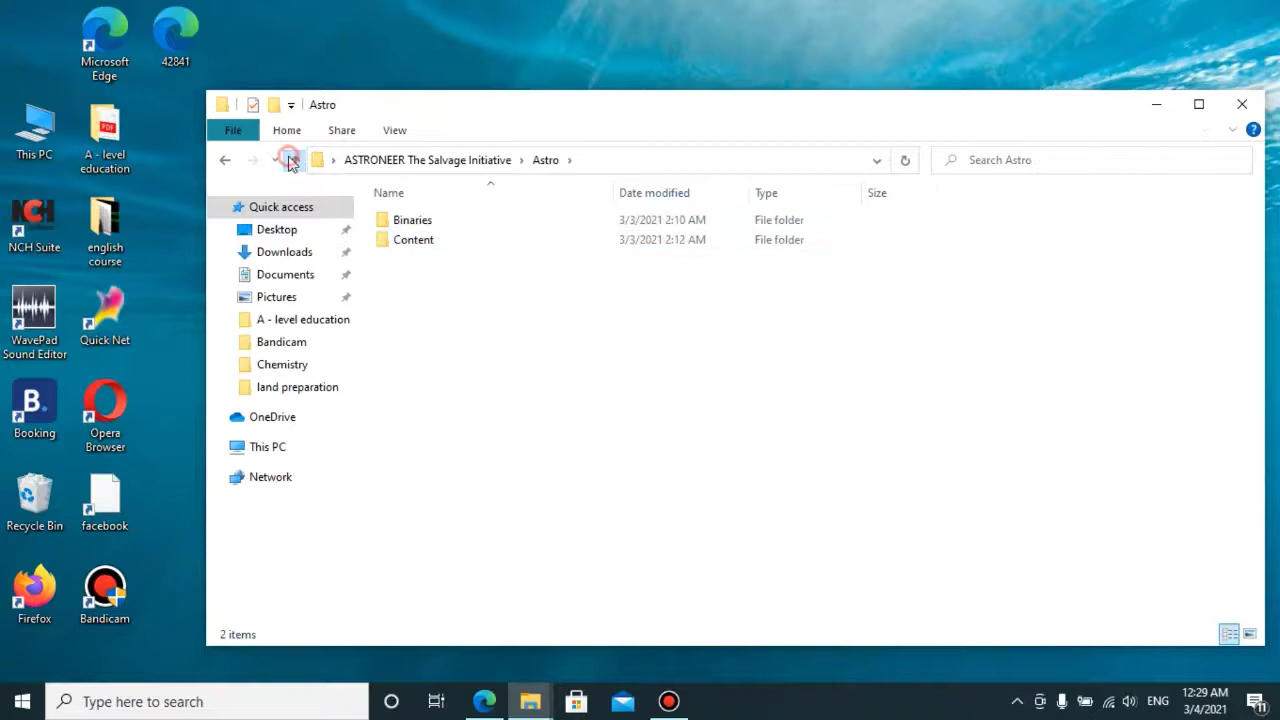 Microsoft
Edge
42841
This PC
A - level
education
NCH Suite
english
course
WavePad
Sound Editor
Quick Net
Booking
Opera
Browser
Recycle Bin
facebook
Firefox
Bandicam
Astro
File
Home
Share
View
ASTRONEER The Salvage Initiative
Astro
Search Astro
Name
Date modified
Type
Size
Binaries
3/3/2021 2:10 AM
File folder
Content
3/3/2021 2:12 AM
File folder
Quick access
Desktop
Downloads
Documents
Pictures
A - level education
Bandicam
Chemistry
land preparation
OneDrive
This PC
Network
2 items
Type here to search
ENG
12:29 AM
3/4/2021